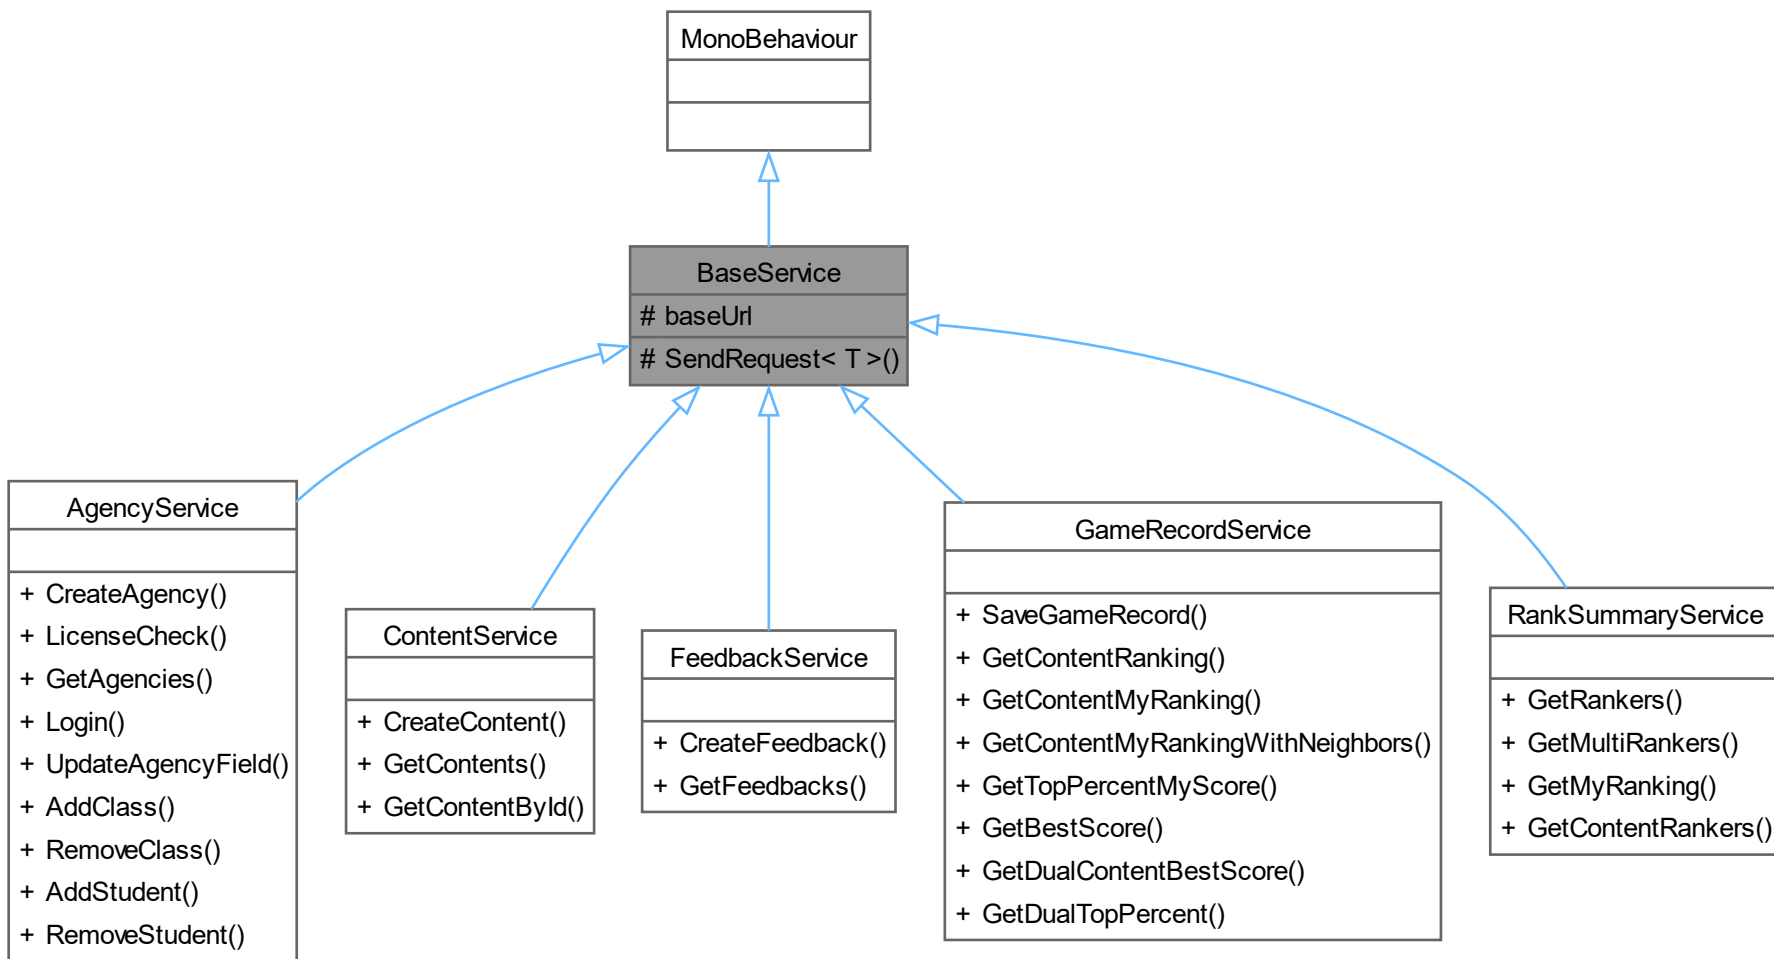 MonoBehaviour
BaseService
# baseUrl
# SendRequest< T >()
AgencyService
+ CreateAgency()
+ LicenseCheck()
+ GetAgencies()
+ Login()
+ UpdateAgencyField()
+ AddClass()
+ RemoveClass()
+ AddStudent()
+ RemoveStudent()
ContentService
+ CreateContent()
+ GetContents()
+ GetContentById()
FeedbackService
+ CreateFeedback()
+ GetFeedbacks()
GameRecordService
+ SaveGameRecord()
+ GetContentRanking()
+ GetContentMyRanking()
+ GetContentMyRankingWithNeighbors()
+ GetTopPercentMyScore()
+ GetBestScore()
+ GetDualContentBestScore()
+ GetDualTopPercent()
RankSummaryService
+ GetRankers()
+ GetMultiRankers()
+ GetMyRanking()
+ GetContentRankers()